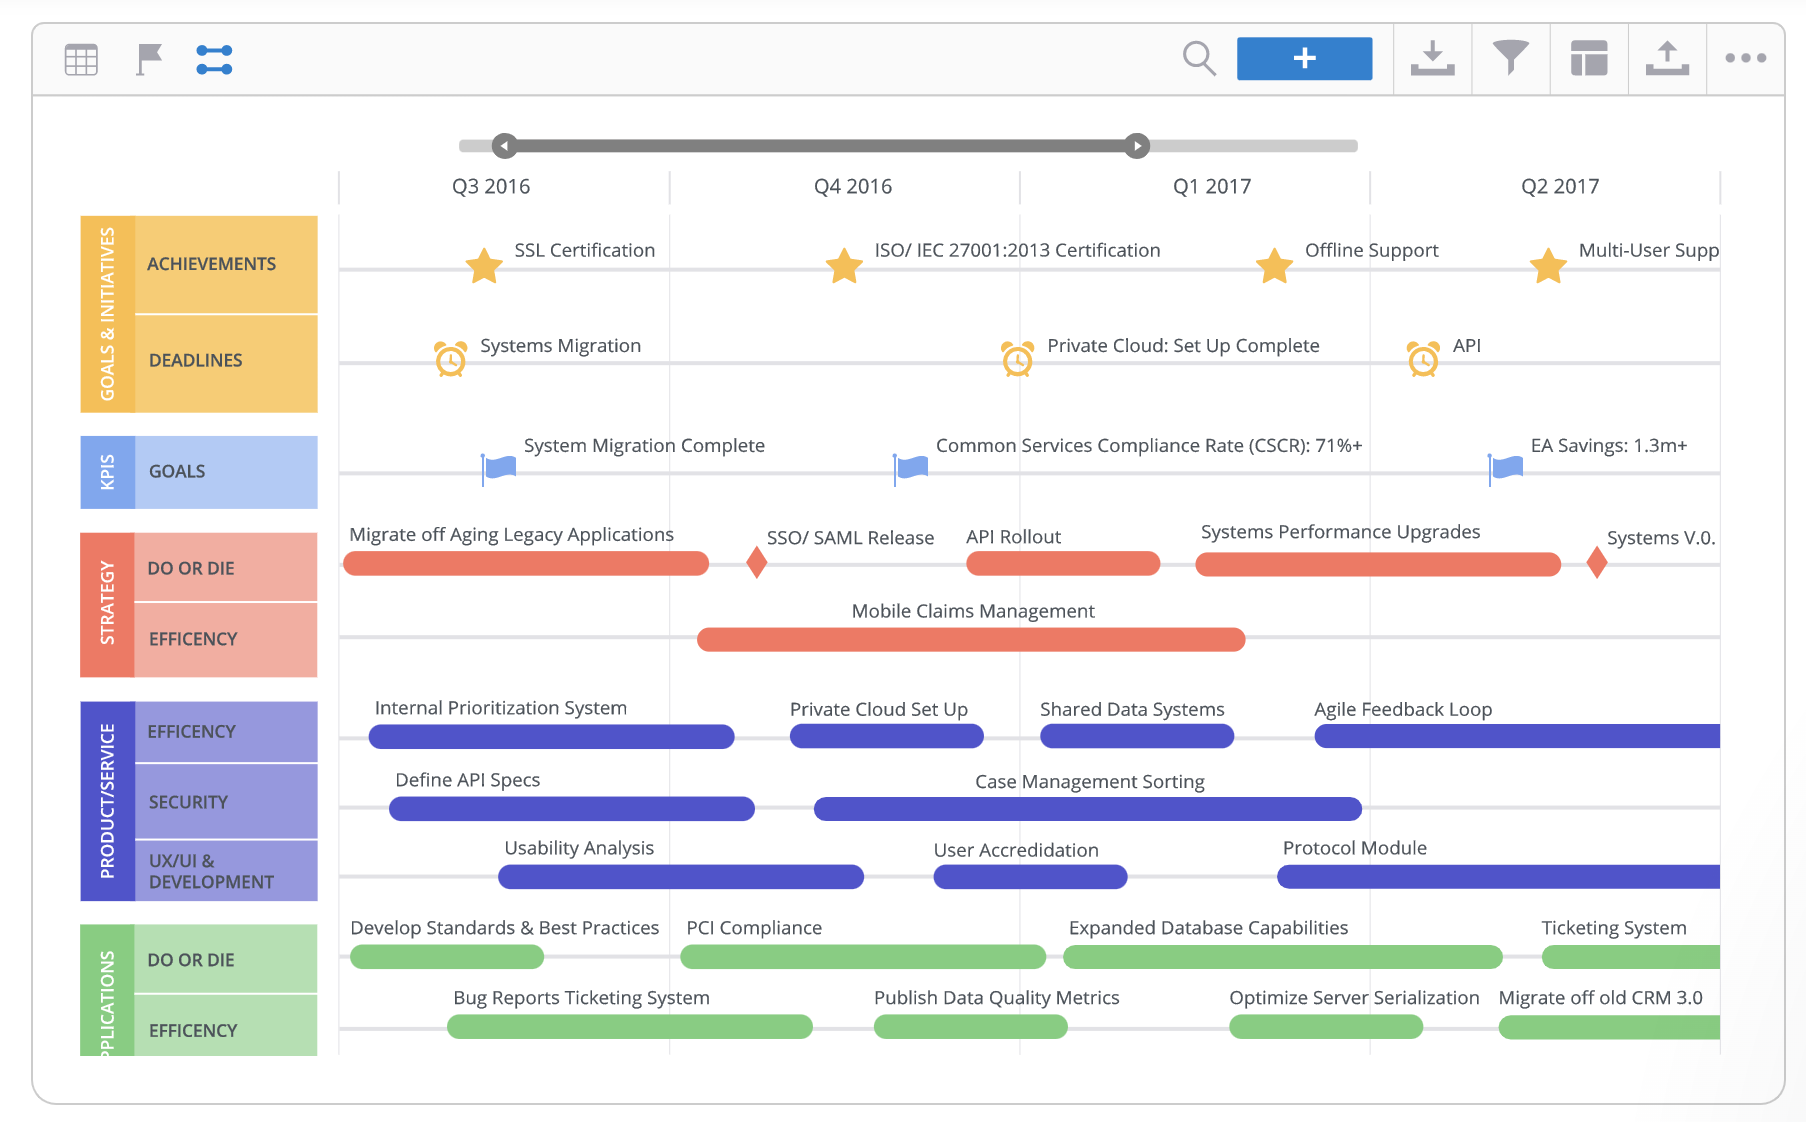 +
Q3 2016
Q4 2016
Q1 2017
Q2 2017
GOALS & INITIATIVES
ACHIEVEMENTS
SSL Certification
ISO/ IEC 27001:2013 Certification
Offline Support
Multi-User Supp
DEADLINES
Systems Migration
Private Cloud: Set Up Complete
API
KPIS
GOALS
System Migration Complete
Common Services Compliance Rate (CSCR): 71%+
EA Savings: 1.3m+
STRATEGY
DO OR DIE
Migrate off Aging Legacy Applications
SSO/ SAML Release
API Rollout
Systems Performance Upgrades
Systems V.0.
EFFICENCY
Mobile Claims Management
PRODUCT/SERVICE
EFFICENCY
Internal Prioritization System
Private Cloud Set Up
Shared Data Systems
Agile Feedback Loop
SECURITY
Define API Specs
Case Management Sorting
UX/UI &
DEVELOPMENT
Usability Analysis
User Accredidation
Protocol Module
PPLICATIONS
DO OR DIE
Develop Standards & Best Practices
PCI Compliance
Expanded Database Capabilities
Ticketing System
EFFICENCY
Bug Reports Ticketing System
Publish Data Quality Metrics
Optimize Server Serialization
Migrate off old CRM 3.0